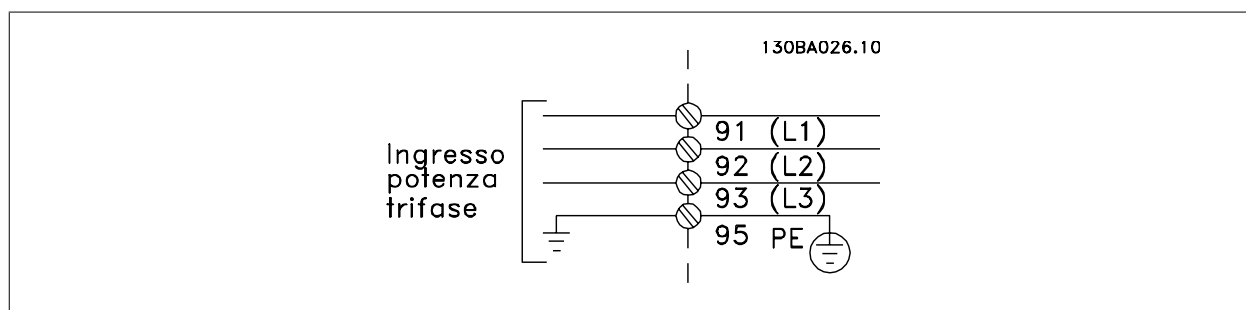 130BA026.10
Ingresso
potenza
trifase
91 (L1)
92 (L2)
93 (L3)
95 PE